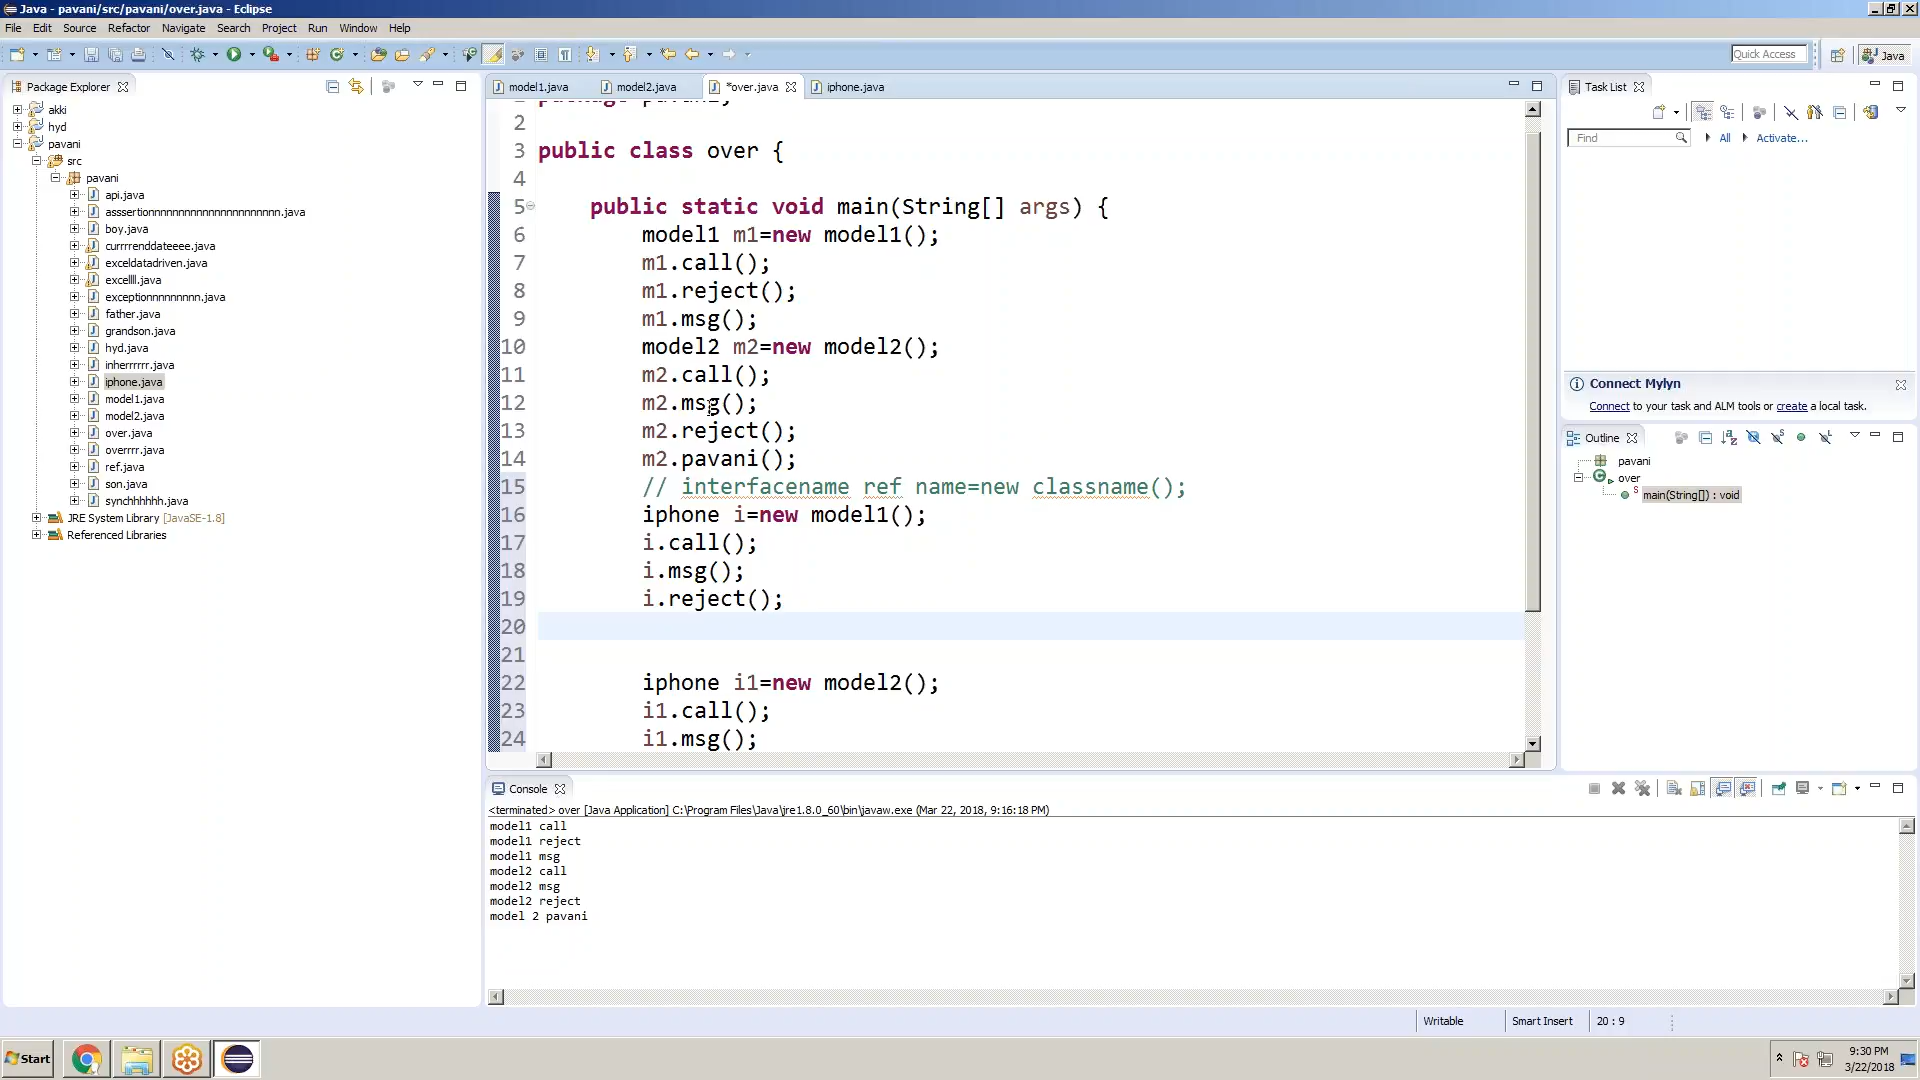 Java - pavani/src/pavani/over.java - Eclipse
File Edit Source Refactor Navigate Search Project Run Window Help
Quick Access
Java
Package Explorer
akki
hyd
pavani
src
pavani
api.java
boy.java
currrrenddateeee.java
exceldatadriven.java
excellll.java
father.java
grandson.java
hyd.java
inherrrrrr.java
iphone.java
model1.java
model2.java
over.java
overrrr.java
ref.java
son.java
synchhhhhh.java
JRE System Library [JavaSE-1.8]
Referenced Libraries
model1.java model2.java *over.java iphone.java
2
3 public class over {
4
5 public static void main(String[] args) {
6 model1 m1=new model1();
7 m1.call();
8 m1.reject();
9 m1.msg();
10 model2 m2=new model2();
11 m2.call();
12 m2.msg();
13 m2.reject();
14 m2.pavani();
15 // interfacename ref name=new classname();
16 iphone i=new model1();
17 i.call();
18 i.msg();
19 i.reject();
20
21
22 iphone i1=new model2();
23 i1.call();
24 i1.msg();
Task List
Find All Activate...
Connect Mylyn
Connect to your task and ALM tools or create a local task.
Outline
pavani
over
main(String[]) : void
Console
<terminated> over [Java Application] C:\Program Files\Java\jre1.8.0_60\bin\javaw.exe (Mar 22, 2018, 9:16:18 PM)
model1 call
model1 reject
model1 msg
model2 call
model2 msg
model2 reject
model 2 pavani
Writable Smart Insert 20 : 9
Start
9:30 PM
3/22/2018